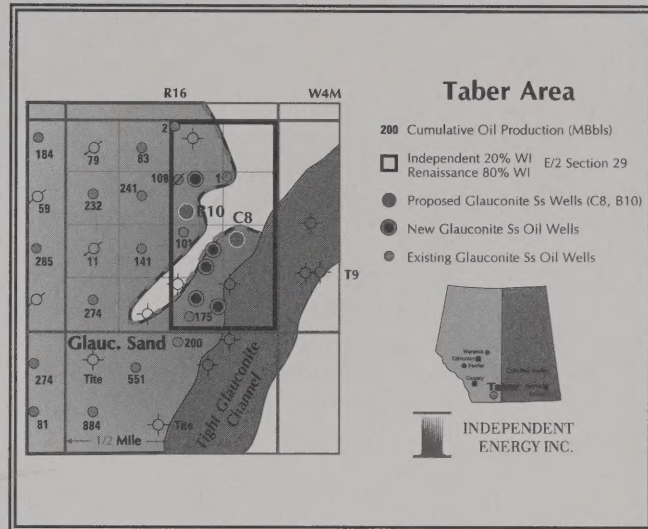 R16
W4M
2
184
79
83
108
1
241
59
232
B10
C8
101
285
11
141
T9
274
175
Glauc. Sand
200
Tite
274
551
81
884
Tite
1/2 Mile
Tight Glauconite
Channel
Taber Area
200 Cumulative Oil Production (MBbls)
Independent 20% WI
Renaissance 80% WI
E/2 Section 29
Proposed Glauconite Ss Wells (C8, B10)
New Glauconite Ss Oil Wells
Existing Glauconite Ss Oil Wells
Edmonton
Calgary
Taber
INDEPENDENT
ENERGY INC.